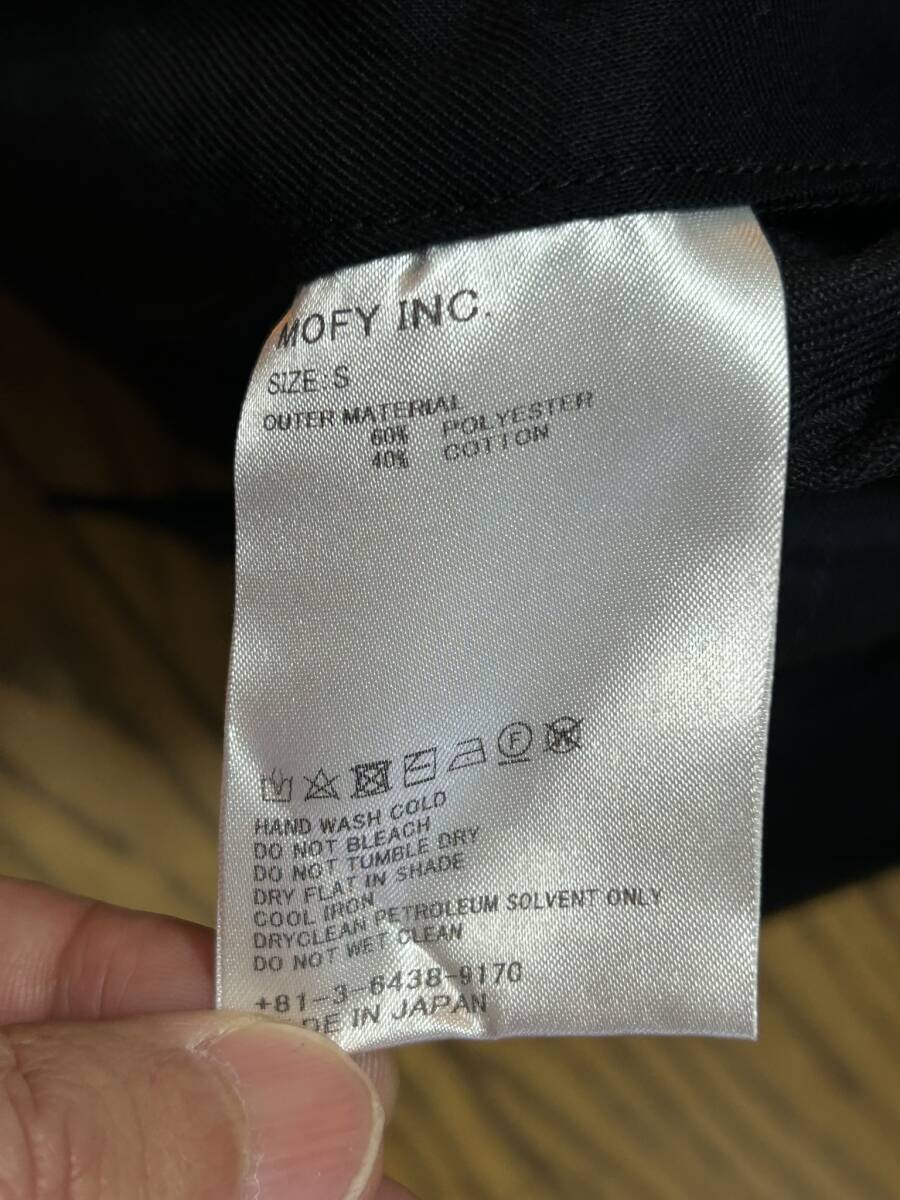 MOFY INC.
SIZE: S
OUTER MATERIAL
60% POLYESTER
40% COTTON
F
HAND WASH COLD
DO NOT BLEACH
DO NOT TUMBLE DRY
DRY FLAT IN SHADE
COOL IRON
DRYCLEAN PETROLEUM SOLVENT ONLY
DO NOT WET CLEAN
+81-3-6438-9170
MADE IN JAPAN